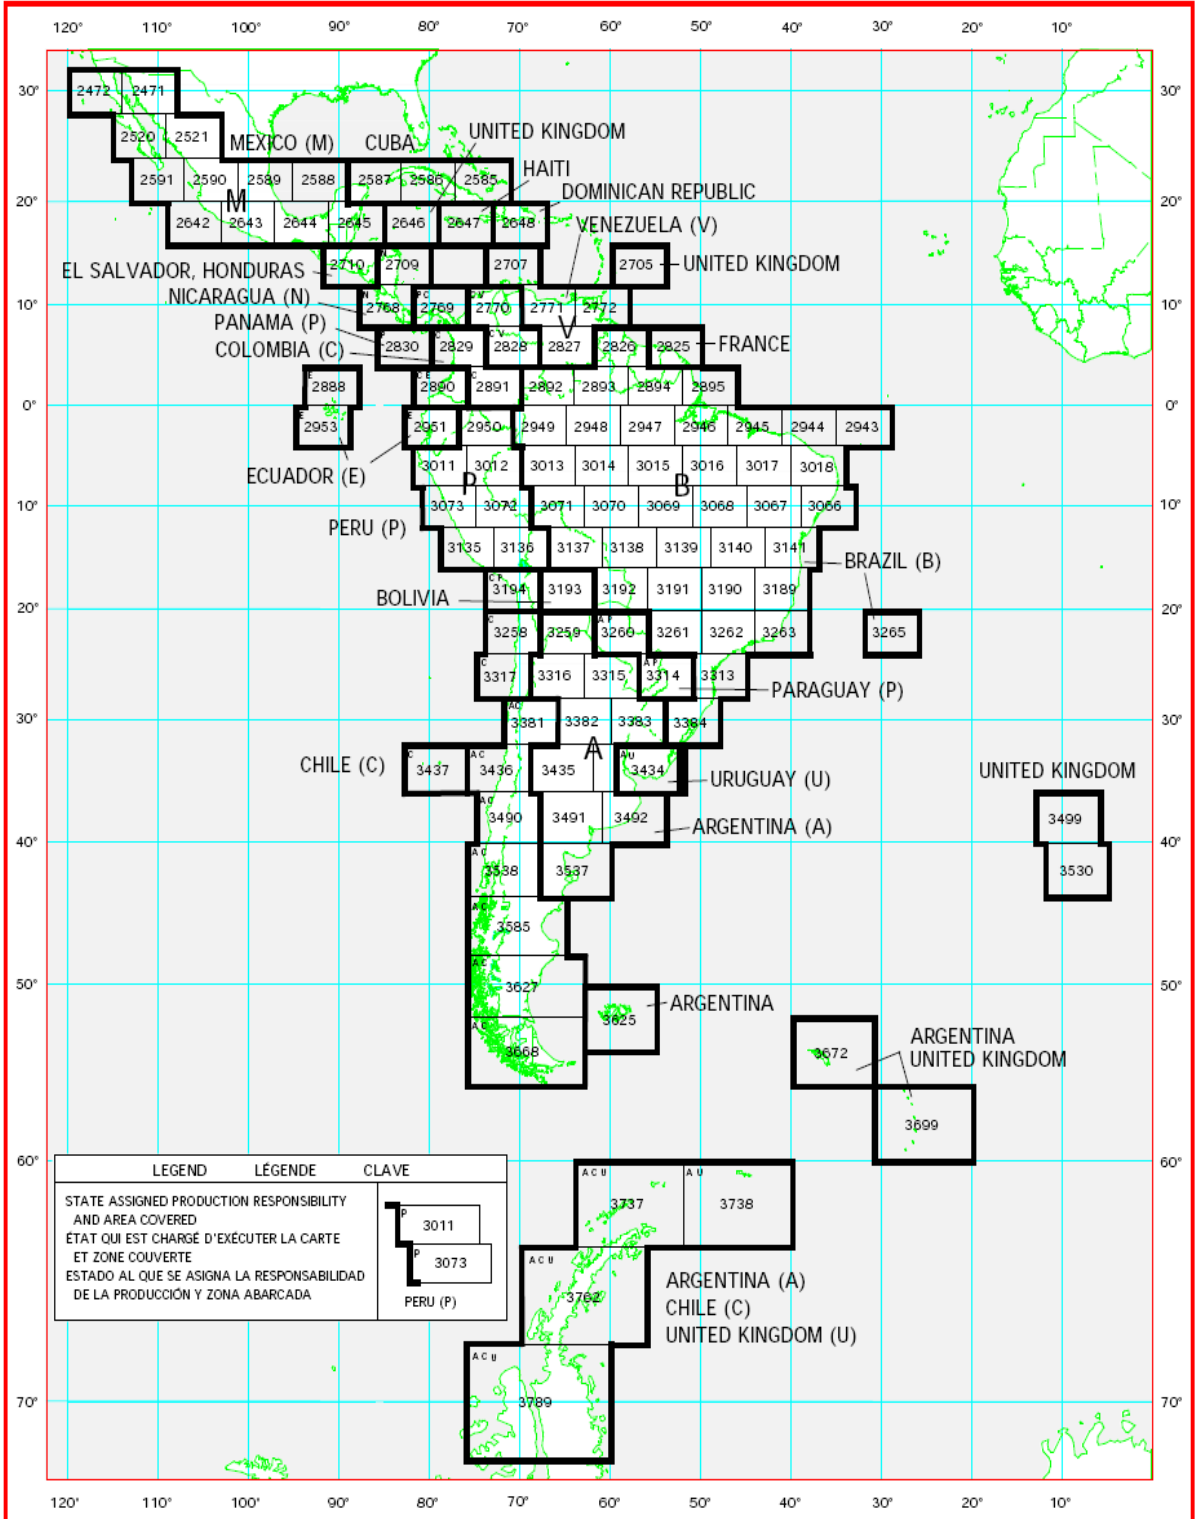 120° 110° 100° 90° 80° 70° 60° 50° 40° 30° 20° 10°
30° 2472 2471 30°
2520 2521 MEXICO (M) CUBA UNITED KINGDOM
HAITI
2591 2590 2589 2588 2587 2586 2585 DOMINICAN REPUBLIC
20° M 20°
2642 2643 2644 2645 2646 2647 2648 VENEZUELA (V)
EL SALVADOR, HONDURAS 2710 N 2709 2707 2705 UNITED KINGDOM
NICARAGUA (N) N P C C V
10° 2768 2769 2770 2771 2772 10°
PANAMA (P) V
COLOMBIA (C) P 2830 C 2829 C V 2828 2827 2826 2825 FRANCE
E C E C
2888 2890 2891 2892 2893 2894 2895
0° 0°
E 2953 E 2951 2950 2949 2948 2947 2946 2945 2944 2943
ECUADOR (E) 3011 3012 3013 3014 3015 3016 3017 3018
P B
10° 3073 3072 3071 3070 3069 3068 3067 3066 10°
PERU (P)
3135 3136 3137 3138 3139 3140 3141
BRAZIL (B)
BOLIVIA C P 3194 3193 3192 3191 3190 3189
20° 20°
C 3258 3259 A P 3260 3261 3262 3263 3265
C 3317 3316 3315 A P 3314 3313 PARAGUAY (P)
30° A C 3381 3382 3383 3384 30°
A
CHILE (C) C 3437 A C 3436 3435 A U 3434 URUGUAY (U) UNITED KINGDOM
A C 3490 3491 3492 ARGENTINA (A) 3499
40° 40°
A C 3538 3537 3530
A C 3585
A C 3627
50° 50°
ARGENTINA
3625
A C 3668 3672 ARGENTINA
UNITED KINGDOM
3699
60° 60°
A C U 3737 A U 3738
A C U 3762 ARGENTINA (A)
CHILE (C)
UNITED KINGDOM (U)
A C U 3789
70° 70°
LEGEND LÉGENDE CLAVE
STATE ASSIGNED PRODUCTION RESPONSIBILITY
AND AREA COVERED
ÉTAT QUI EST CHARGÉ D'EXÉCUTER LA CARTE
ET ZONE COUVERTE
ESTADO AL QUE SE ASIGNA LA RESPONSABILIDAD
DE LA PRODUCCIÓN Y ZONA ABARCADA
P 3011
P 3073
PERU (P)
120° 110° 100° 90° 80° 70° 60° 50° 40° 30° 20° 10°